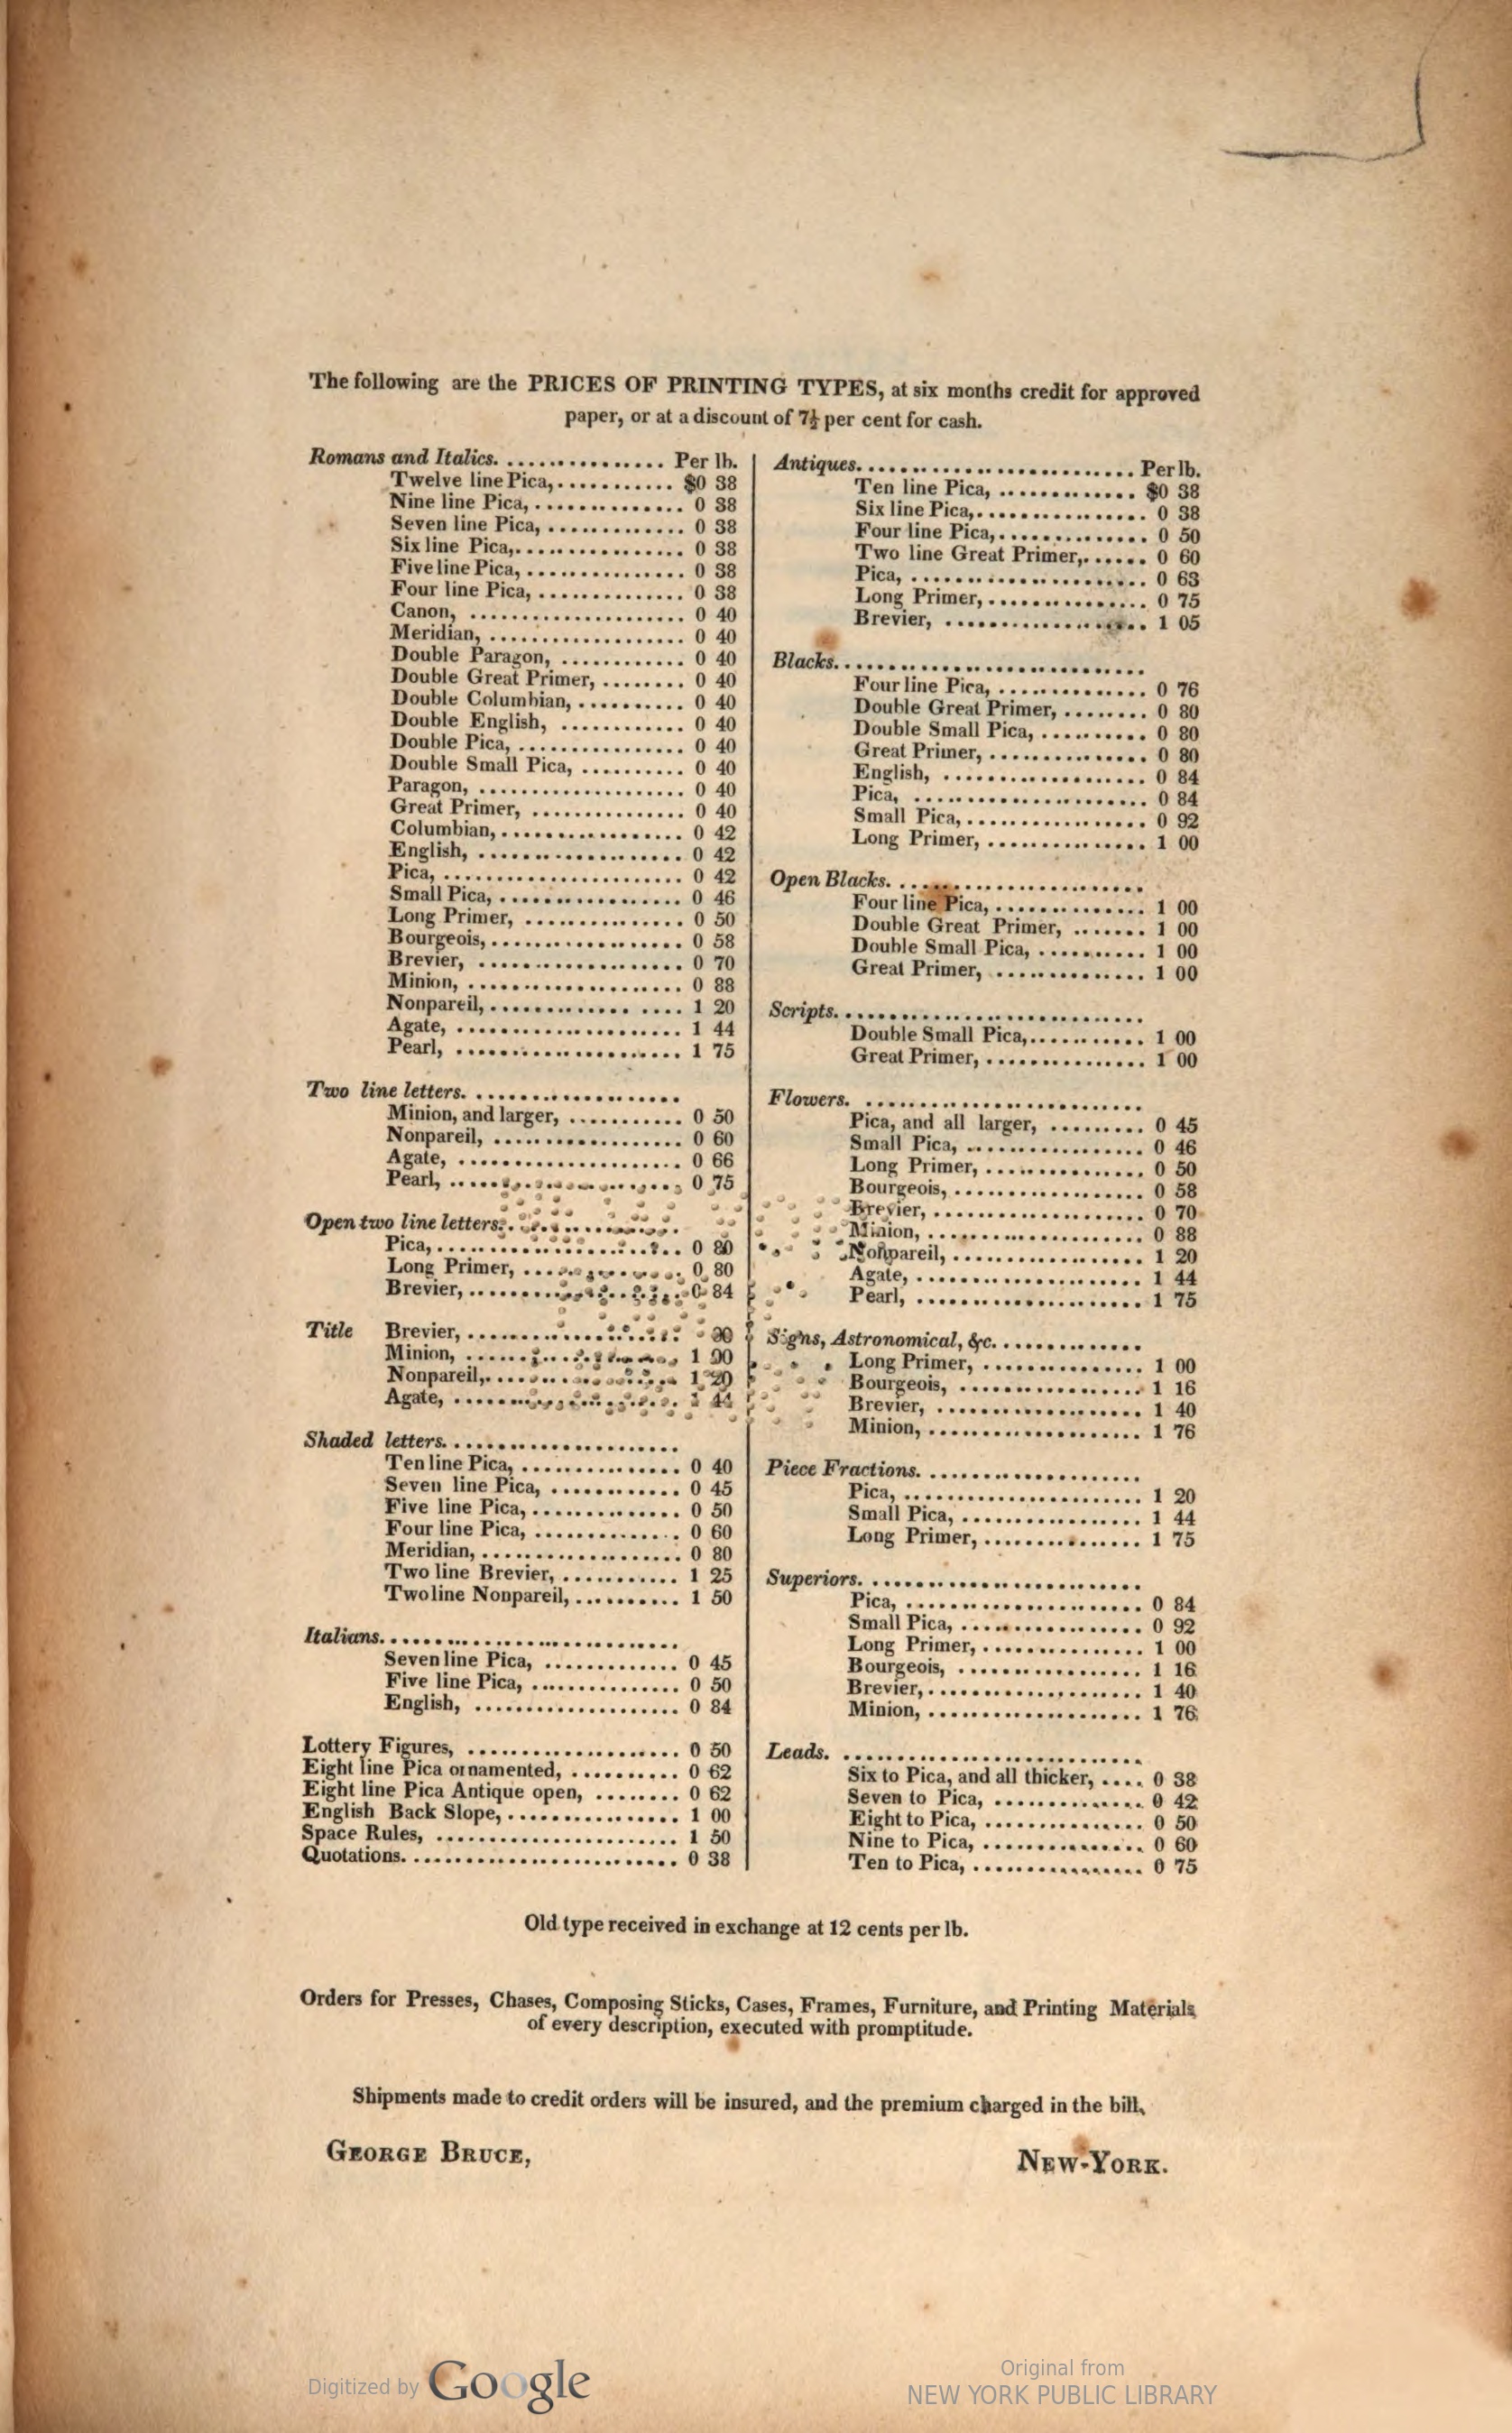 The following are the PRICES OF PRINTING TYPES, at six months credit for approved
paper, or at a discount of 7½ per cent for cash.
Romans and Italics. ............... Per lb.
Twelve line Pica,........... $0 38
Nine line Pica, .............. 0 38
Seven line Pica, ............. 0 38
Six line Pica,................ 0 38
Five line Pica, ............... 0 38
Four line Pica, .............. 0 38
Canon, .................... 0 40
Meridian, .................. 0 40
Double Paragon, ............ 0 40
Double Great Primer, ........ 0 40
Double Columbian, .......... 0 40
Double English, ............ 0 40
Double Pica, ................ 0 40
Double Small Pica, .......... 0 40
Paragon, ................... 0 40
Great Primer, .............. 0 40
Columbian, ................. 0 42
English, ................... 0 42
Pica, ...................... 0 42
Small Pica, ................. 0 46
Long Primer, ............... 0 50
Bourgeois, .................. 0 58
Brevier, ................... 0 70
Minion, .................... 0 88
Nonpareil, ............. .... 1 20
Agate, ..................... 1 44
Pearl, ..................... 1 75
Two line letters. ...................
Minion, and larger, ........... 0 50
Nonpareil, .................. 0 60
Agate, ..................... 0 66
Pearl, ..................... 0 75
Open two line letters. ................
Pica, ....................... 0 80
Long Primer, ............... 0 80
Brevier, .................... 0 84
Title Brevier, ....................
Minion, .................... 1
Nonpareil, .................. 1 20
Agate, ..................... 44
Shaded letters. ......................
Ten line Pica, ............... 0 40
Seven line Pica, ............ 0 45
Five line Pica, .............. 0 50
Four line Pica, .............. 0 60
Meridian, ................... 0 80
Two line Brevier, ........... 1 25
Two line Nonpareil, .......... 1 50
Italians. ............................
Seven line Pica, ............. 0 45
Five line Pica, .............. 0 50
English, ................... 0 84
Lottery Figures, .................... 0 50
Eight line Pica ornamented, .......... 0 62
Eight line Pica Antique open, ........ 0 62
English Back Slope, ................ 1 00
Space Rules, ....................... 1 50
Quotations. ......................... 0 38
Antiques. .......................... Per lb.
Ten line Pica, ............. $0 38
Six line Pica, ................ 0 38
Four line Pica, .............. 0 50
Two line Great Primer, ...... 0 60
Pica, ...................... 0 63
Long Primer, ............... 0 75
Brevier, ................... 1 05
Blacks. .............................
Four line Pica, .............. 0 76
Double Great Primer, ........ 0 80
Double Small Pica, .......... 0 80
Great Primer, ............... 0 80
English, ................... 0 84
Pica, ...................... 0 84
Small Pica, ................. 0 92
Long Primer, ............... 1 00
Open Blacks. .......................
Four line Pica, .............. 1 00
Double Great Primer, ....... 1 00
Double Small Pica, .......... 1 00
Great Primer, .............. 1 00
Scripts. .............................
Double Small Pica, ........... 1 00
Great Primer, ............... 1 00
Flowers. ..........................
Pica, and all larger, ......... 0 45
Small Pica, ................. 0 46
Long Primer, ............... 0 50
Bourgeois, .................. 0 58
Brevier, .................... 0 70
Minion, .................... 0 88
Nonpareil, .................. 1 20
Agate, ..................... 1 44
Pearl, ..................... 1 75
Signs, Astronomical, &c. .............
Long Primer, ............... 1 00
Bourgeois, ................. 1 16
Brevier, ................... 1 40
Minion, .................... 1 76
Piece Fractions. ....................
Pica, ...................... 1 20
Small Pica, ................. 1 44
Long Primer, ............... 1 75
Superiors. .........................
Pica, ...................... 0 84
Small Pica, ................. 0 92
Long Primer, ............... 1 00
Bourgeois, ................. 1 16
Brevier, .................... 1 40
Minion, .................... 1 76
Leads. ............................
Six to Pica, and all thicker, .... 0 38
Seven to Pica, .............. 0 42
Eight to Pica, ............... 0 50
Nine to Pica, ............... 0 60
Ten to Pica, ................ 0 75
Old type received in exchange at 12 cents per lb.
Orders for Presses, Chases, Composing Sticks, Cases, Frames, Furniture, and Printing Materials
of every description, executed with promptitude.
Shipments made to credit orders will be insured, and the premium charged in the bill.
GEORGE BRUCE,
NEW-YORK.
Digitized by Google
Original from
NEW YORK PUBLIC LIBRARY